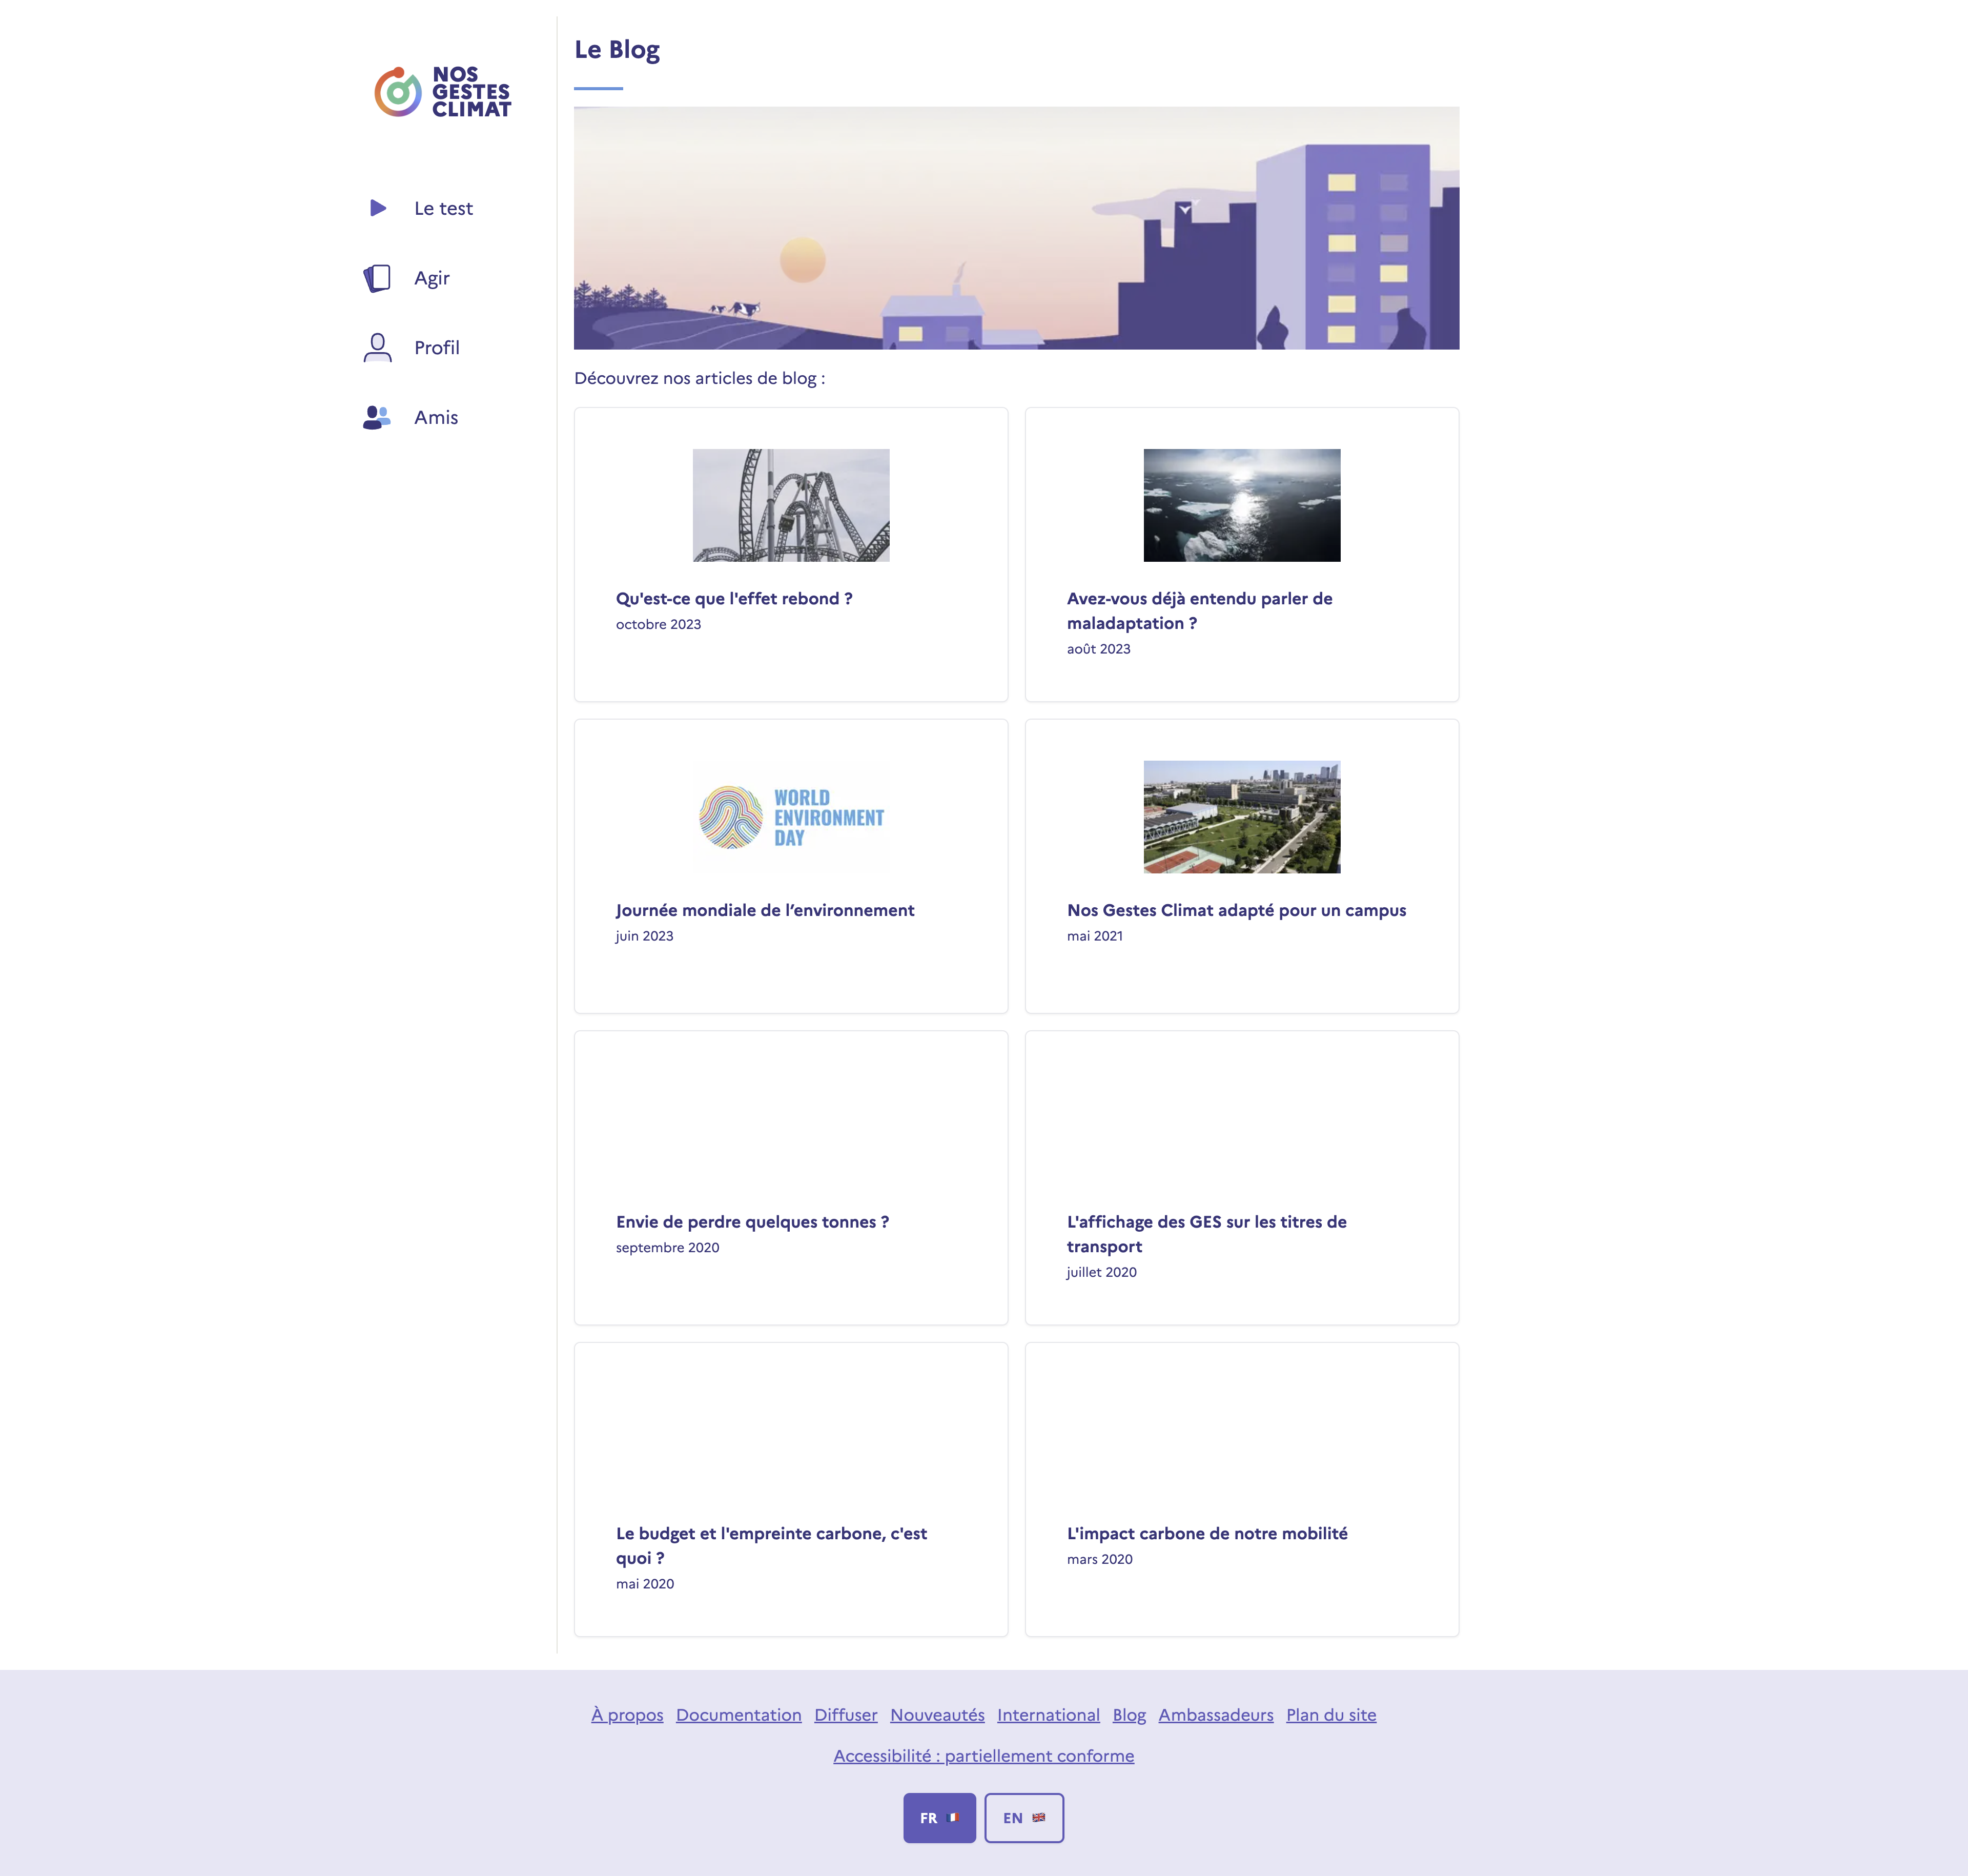 NOS
GESTES
CLIMAT
Le test
Agir
Profil
Amis
Le Blog
Découvrez nos articles de blog :
Qu'est-ce que l'effet rebond ?
octobre 2023
Avez-vous déjà entendu parler de
maladaptation ?
août 2023
WORLD
ENVIRONMENT
DAY
Journée mondiale de l’environnement
juin 2023
Nos Gestes Climat adapté pour un campus
mai 2021
Envie de perdre quelques tonnes ?
septembre 2020
L'affichage des GES sur les titres de
transport
juillet 2020
Le budget et l'empreinte carbone, c'est
quoi ?
mai 2020
L'impact carbone de notre mobilité
mars 2020
À propos Documentation Diffuser Nouveautés International Blog Ambassadeurs Plan du site
Accessibilité : partiellement conforme
FR EN